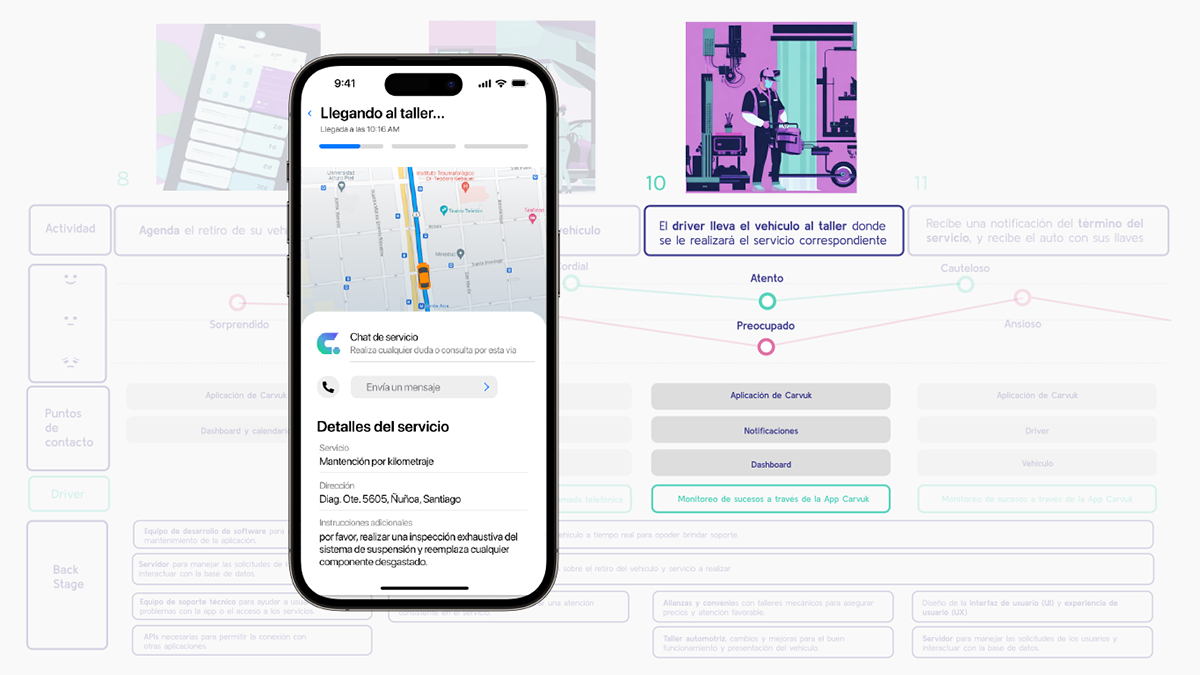 9:41
Llegando al taller...
Llegada a las 10:16 AM
Universidad
Arturo Prat
Instituto Traumatológico
Dr. Teodoro Gebauer
Teatro Teletón
Chat de servicio
Realiza cualquier duda o consulta por esta via
Envía un mensaje
Detalles del servicio
Servicio
Mantención por kilometraje
Dirección
Diag. Ote. 5605, Ñuñoa, Santiago
Instrucciones adicionales
por favor, realizar una inspección exhaustiva del
sistema de suspensión y reemplaza cualquier
componente desgastado.
8
10
11
Actividad
Agenda el retiro de su
El driver lleva el vehículo al taller donde
se le realizará el servicio correspondiente
Recibe una notificación del término del
servicio, y recibe el auto con sus llaves
Sorprendido
Atento
Preocupado
Cauteloso
Ansioso
Puntos
de
contacto
Aplicación de Carvuk
Dashboard y
Aplicación de Carvuk
Notificaciones
Dashboard
Aplicación de Carvuk
Driver
Vehículo
Driver
telefónica
Monitoreo de sucesos a través de la App Carvuk
Monitoreo de sucesos a través de la App Carvuk
Back
Stage
Equipo de desarrollo de software para
mantenimiento de la aplicación.
a tiempo real para opoder brindar soporte.
Servidor para manejar las solicitudes de
interactuar con la base de datos.
sobre el retiro del vehículo y servicio a realizar
Equipo de soporte técnico para ayudar a
problemas con la app o el acceso a los servicios.
una atención
Alianzas y convenios con talleres mecánicos para asegurar
precios y atención favorable.
Diseño de la interfaz de usuario (UI) y experiencia de
usuario (UX)
APIs necesarias para permitir la conexión con
otras aplicaciones.
Taller automotriz, cambios y mejoras para el buen
funcionamiento y presentación del vehículo.
Servidor para manejar las solicitudes de los usuarios y
interactuar con la base de datos.